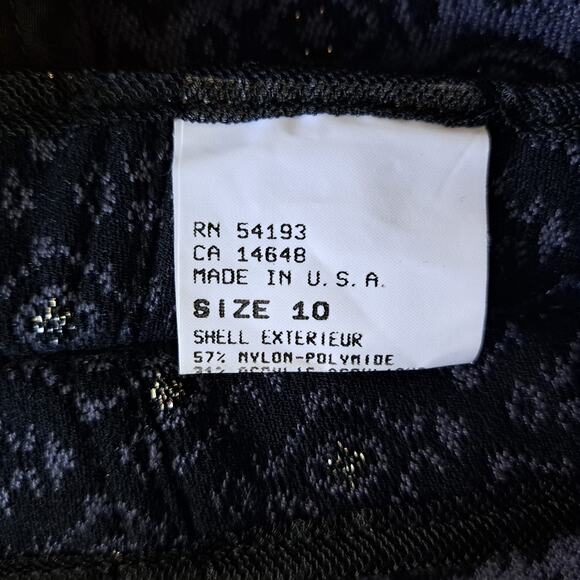 RN 54193
CA 14648
MADE IN U.S.A.
SIZE 10
SHELL EXTERIEUR
57% NYLON-POLYMIDE